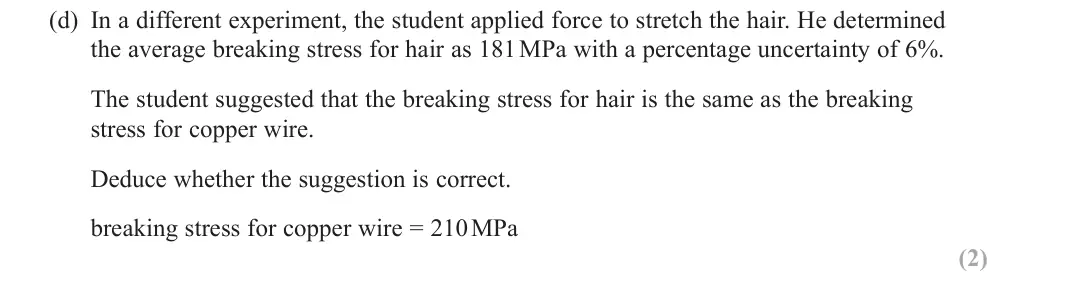 (d) In a different experiment, the student applied force to stretch the hair. He determined
the average breaking stress for hair as 181 MPa with a percentage uncertainty of 6%.
The student suggested that the breaking stress for hair is the same as the breaking
stress for copper wire.
Deduce whether the suggestion is correct.
breaking stress for copper wire = 210 MPa
(2)